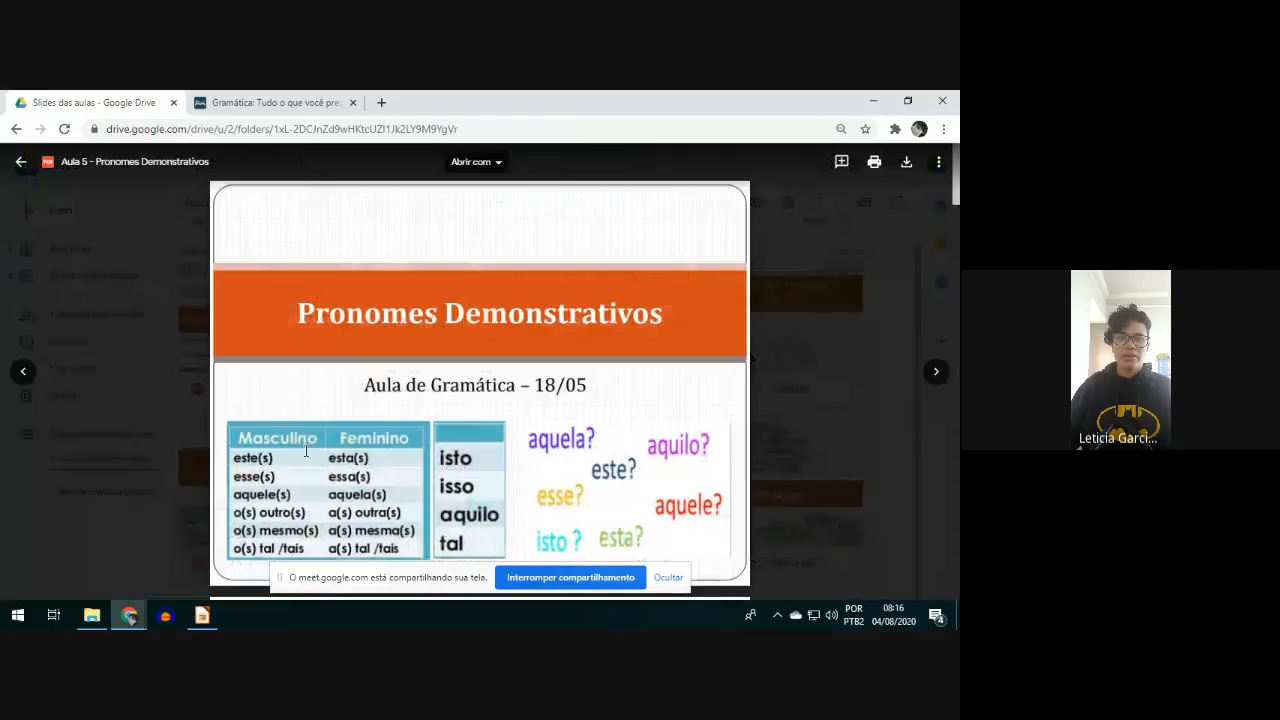 Slides das aulas - Google Drive
Gramática: Tudo o que você pre
drive.google.com/drive/u/2/folders/1xL-2DCJnZd9wHKtcUZI1Jk2LY9M9YgVr
PDF Aula 5 - Pronomes Demonstrativos
Abrir com
Pronomes Demonstrativos
Aula de Gramática – 18/05
Masculino Feminino
este(s) esta(s)
esse(s) essa(s)
aquele(s) aquela(s)
o(s) outro(s) a(s) outra(s)
o(s) mesmo(s) a(s) mesma(s)
o(s) tal /tais a(s) tal /tais
isto
isso
aquilo
tal
aquela?
aquilo?
este?
esse?
aquele?
isto ?
esta?
O meet.google.com está compartilhando sua tela.
Interromper compartilhamento
Ocultar
Leticia Garci...
POR
PTB2
08:16
04/08/2020
4